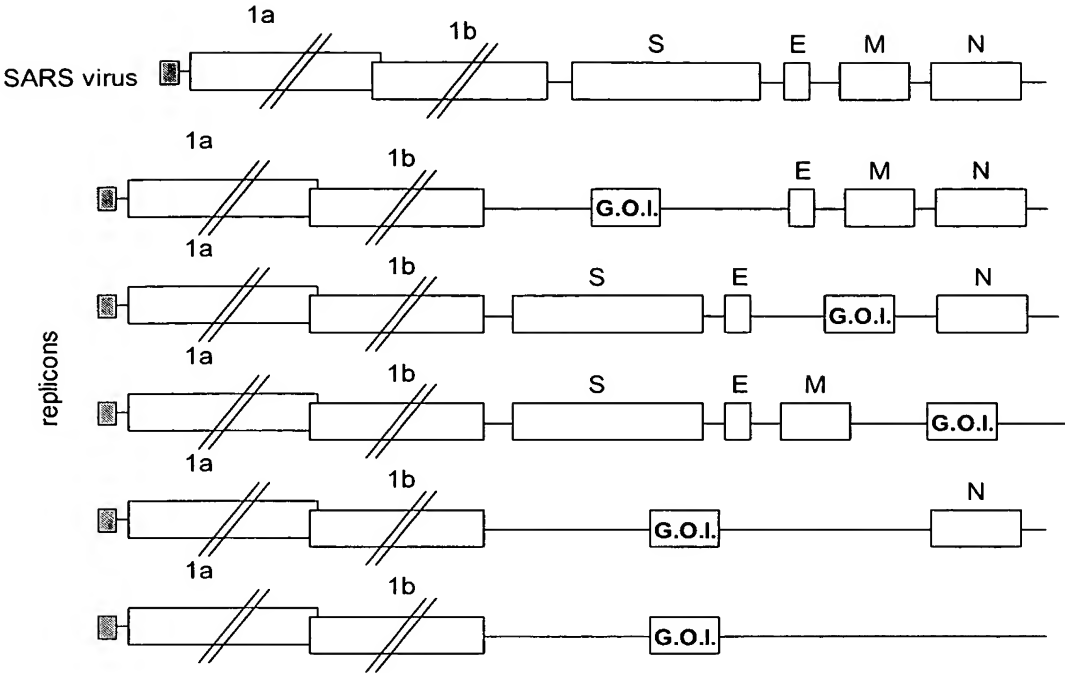 1a
1b
S E M N
SARS virus
1a
1b
E M N
G.O.I.
1a
1b
S E N
G.O.I.
1a
1b
S E M
G.O.I.
1a
1b
N
G.O.I.
1a
1b
G.O.I.
replicons